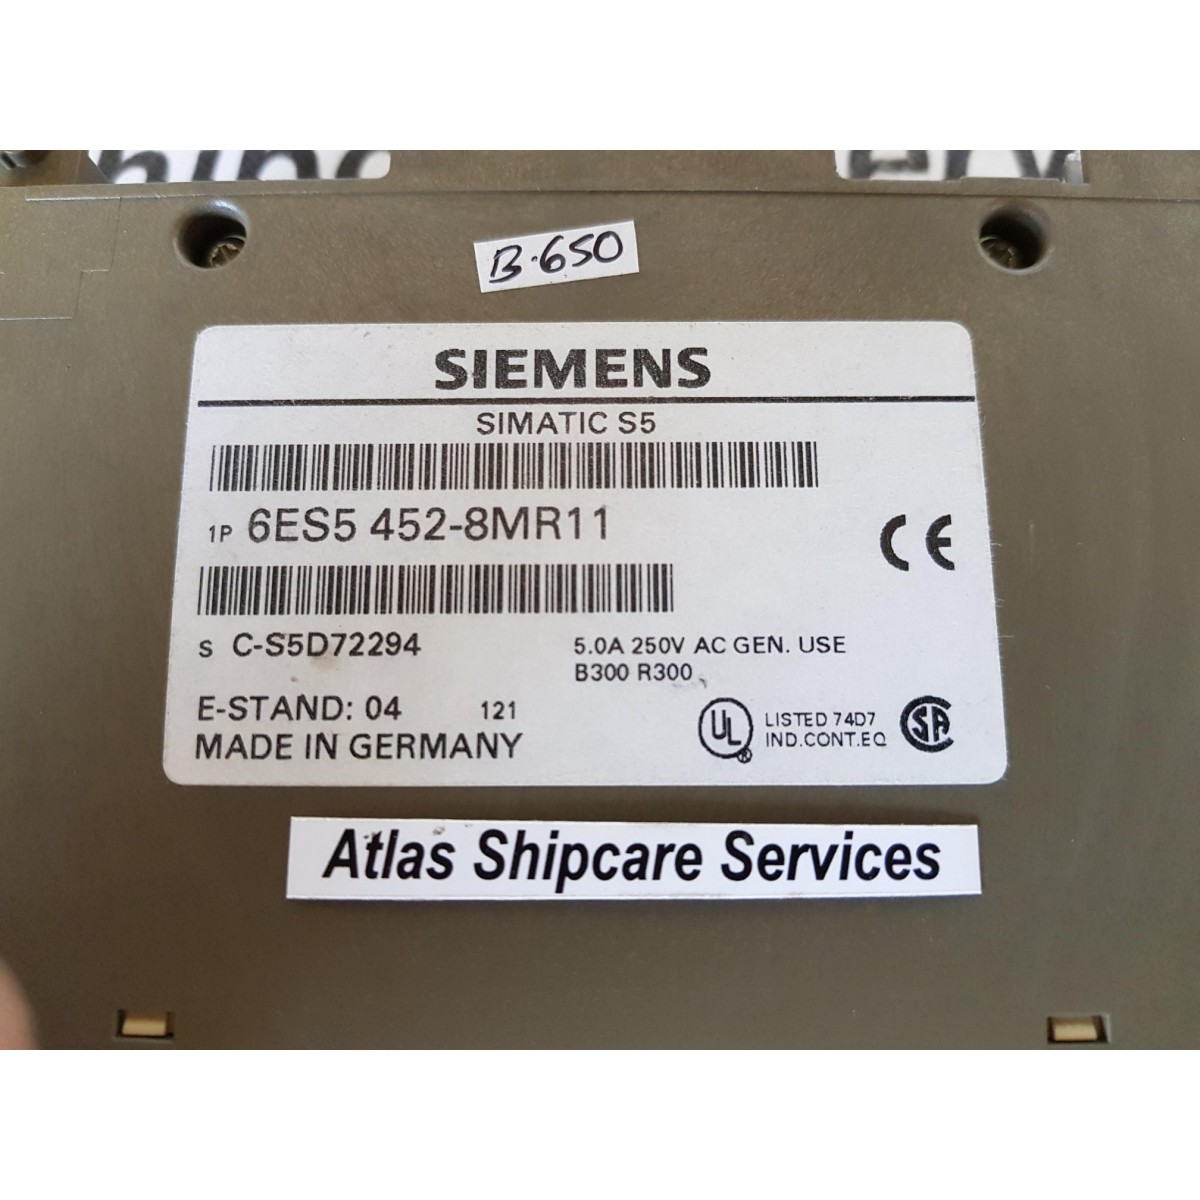 B.650
SIEMENS
SIMATIC S5
1P 6ES5 452-8MR11
S C-S5D72294
5.0A 250V AC GEN. USE
B300 R300
E-STAND: 04 121
MADE IN GERMANY
UL
LISTED 74D7
IND.CONT.EQ
SA
CE
Atlas Shipcare Services